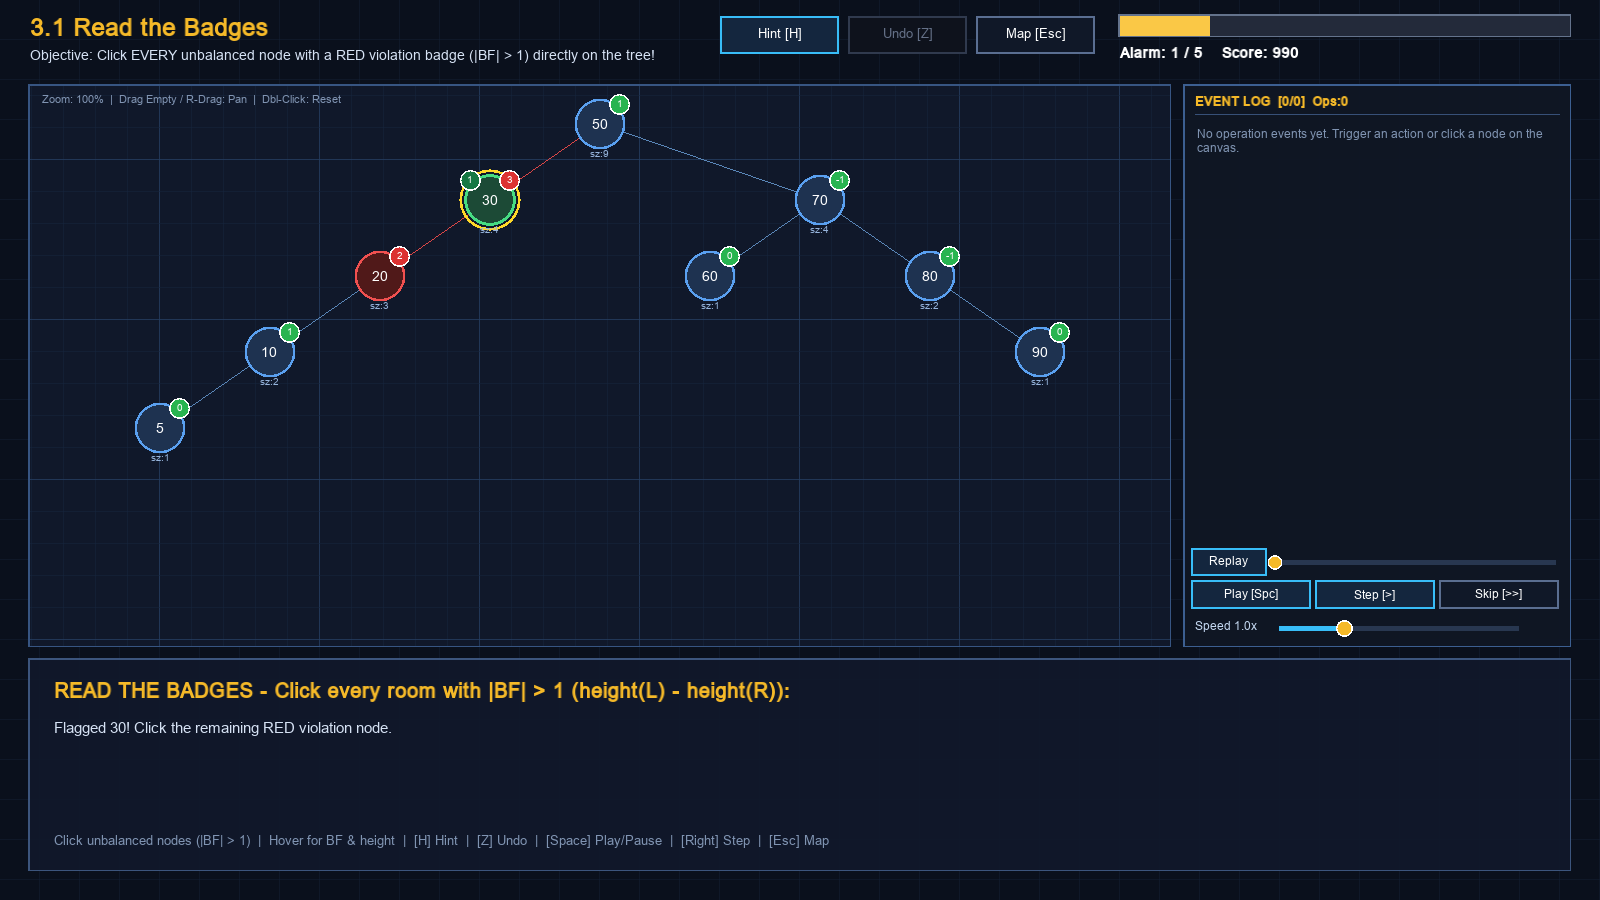 3.1 Read the Badges
Objective: Click EVERY unbalanced node with a RED violation badge (|BF| > 1) directly on the tree!
Hint [H]
Undo [Z]
Map [Esc]
Alarm: 1 / 5 Score: 990
Zoom: 100% | Drag Empty / R-Drag: Pan | Dbl-Click: Reset
50
1
sz:9
30
1
3
sz:4
70
-1
sz:4
20
2
sz:3
60
0
sz:1
80
-1
sz:2
10
1
sz:2
90
0
sz:1
5
0
sz:1
EVENT LOG [0/0] Ops:0
No operation events yet. Trigger an action or click a node on the
canvas.
Replay
Play [Spc]
Step [>]
Skip [>>]
Speed 1.0x
READ THE BADGES - Click every room with |BF| > 1 (height(L) - height(R)):
Flagged 30! Click the remaining RED violation node.
Click unbalanced nodes (|BF| > 1) | Hover for BF & height | [H] Hint | [Z] Undo | [Space] Play/Pause | [Right] Step | [Esc] Map